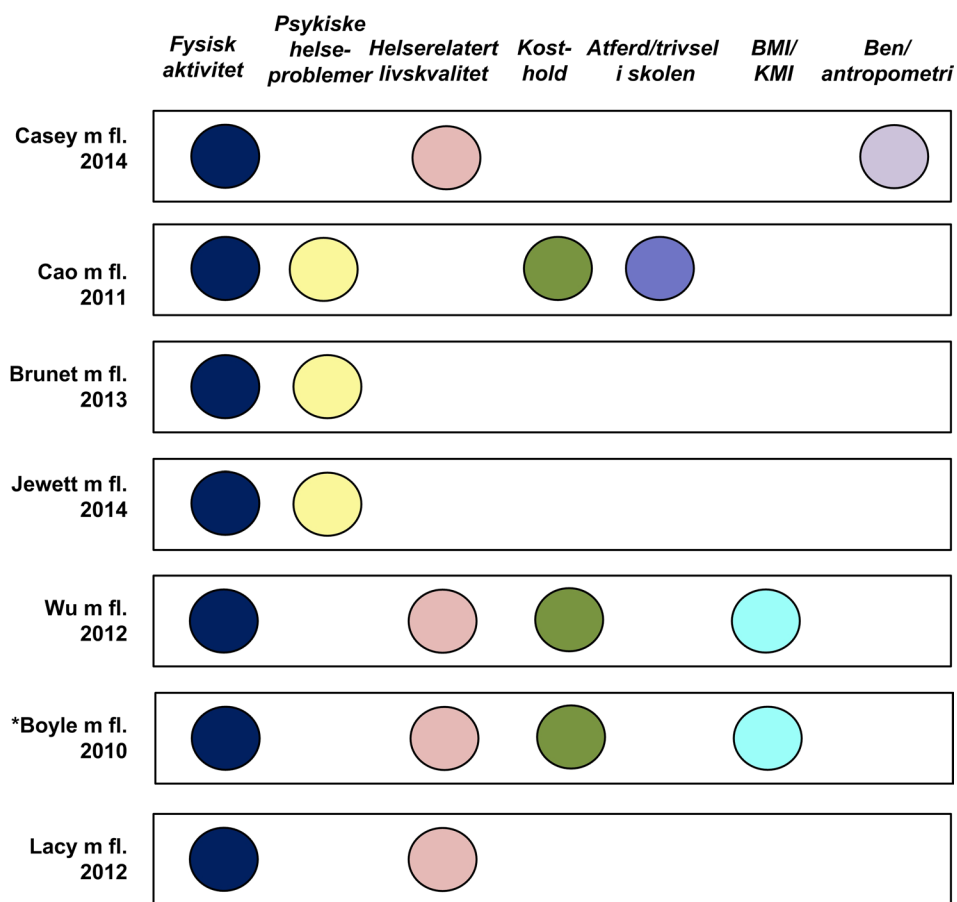 Fysisk
aktivitet
Psykiske
helse-
problemer
Helserelatert
livskvalitet
Kost-
hold
Atferd/trivsel
i skolen
BMI/
KMI
Ben/
antropometri
Casey m fl.
2014
Cao m fl.
2011
Brunet m fl.
2013
Jewett m fl.
2014
Wu m fl.
2012
*Boyle m fl.
2010
Lacy m fl.
2012